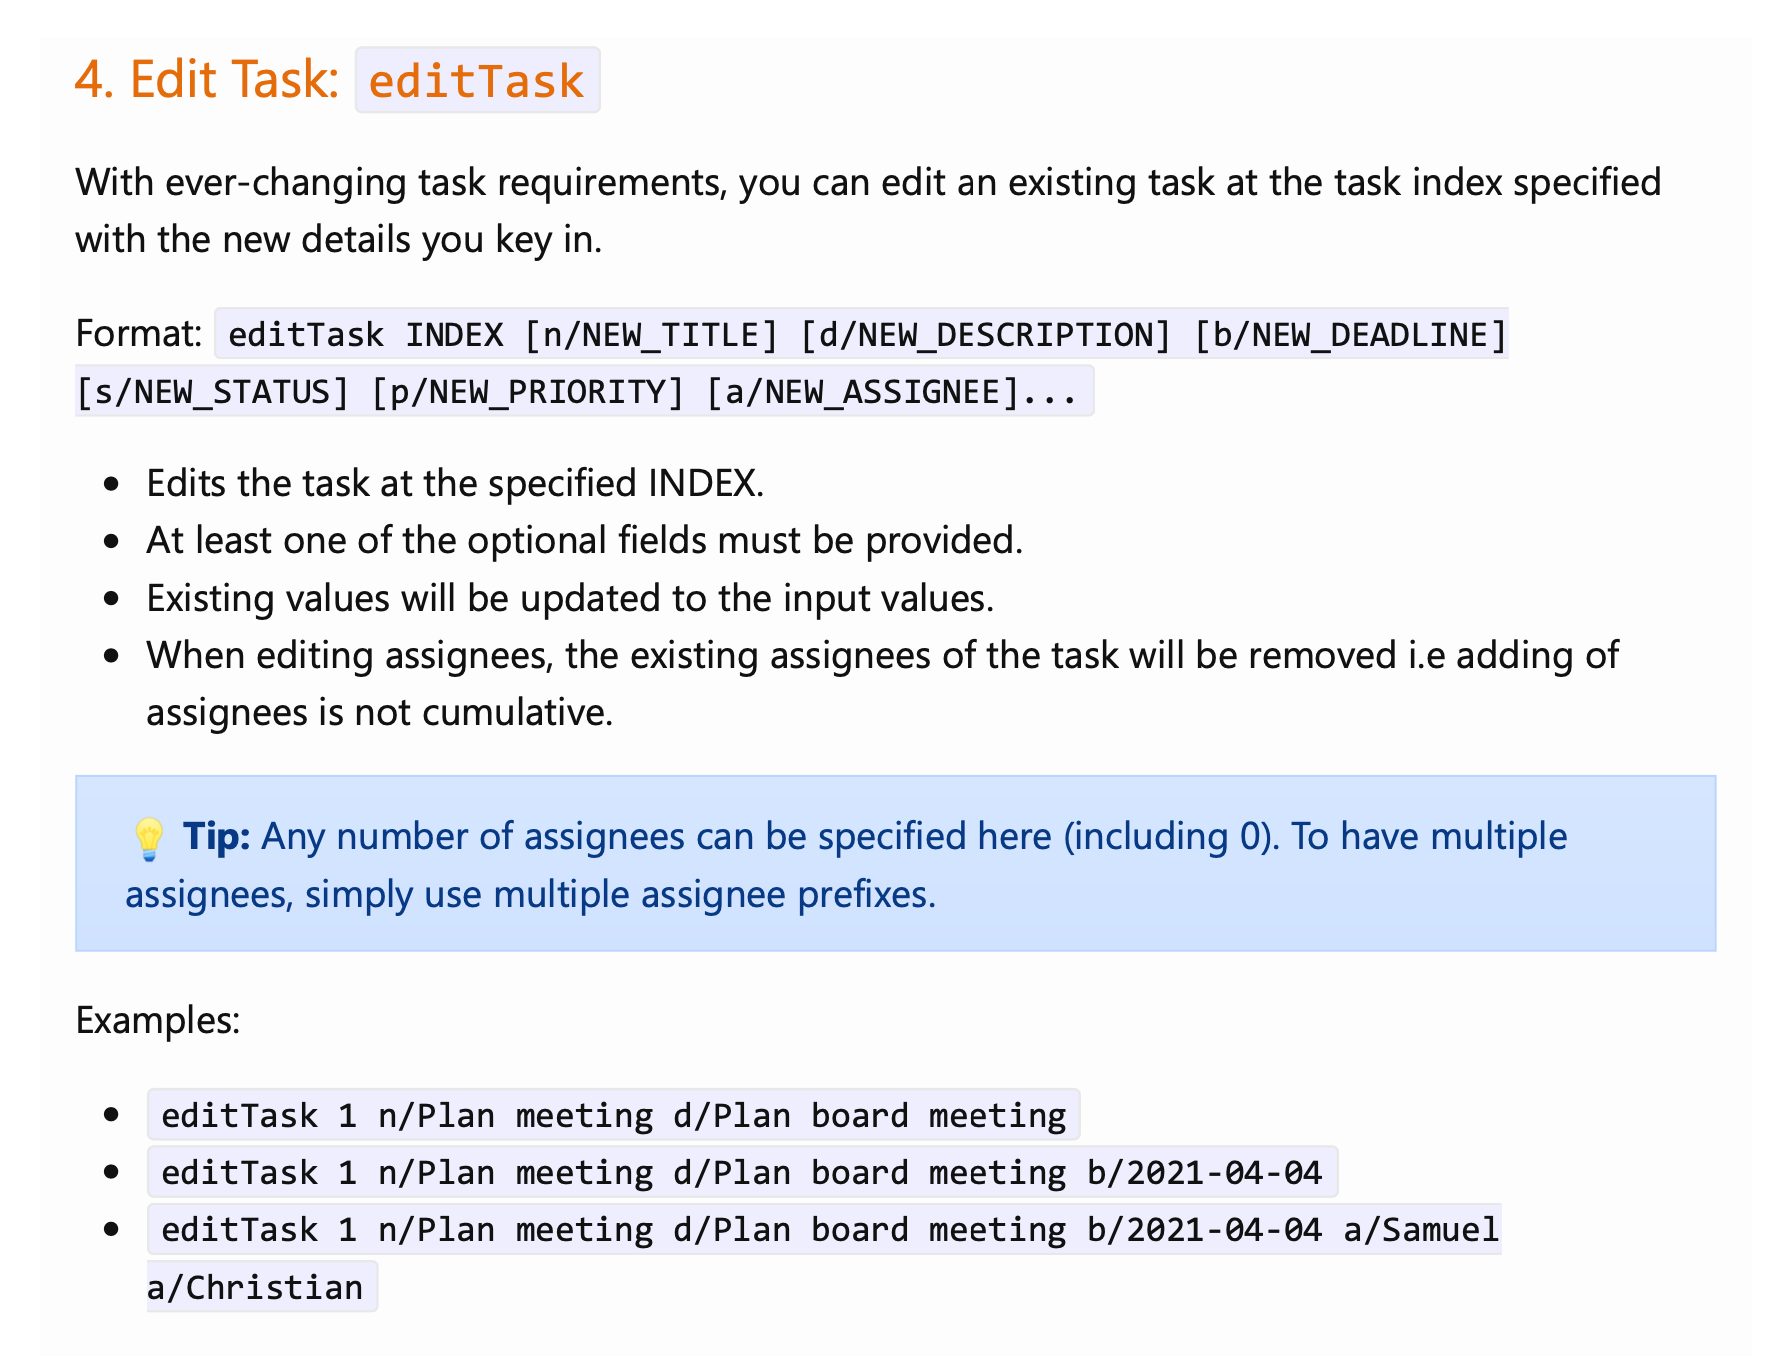 4. Edit Task: editTask
With ever-changing task requirements, you can edit an existing task at the task index specified
with the new details you key in.
Format: editTask INDEX [n/NEW_TITLE] [d/NEW_DESCRIPTION] [b/NEW_DEADLINE]
[s/NEW_STATUS] [p/NEW_PRIORITY] [a/NEW_ASSIGNEE]...
• Edits the task at the specified INDEX.
• At least one of the optional fields must be provided.
• Existing values will be updated to the input values.
• When editing assignees, the existing assignees of the task will be removed i.e adding of
assignees is not cumulative.
💡 Tip: Any number of assignees can be specified here (including 0). To have multiple
assignees, simply use multiple assignee prefixes.
Examples:
• editTask 1 n/Plan meeting d/Plan board meeting
• editTask 1 n/Plan meeting d/Plan board meeting b/2021-04-04
• editTask 1 n/Plan meeting d/Plan board meeting b/2021-04-04 a/Samuel
a/Christian